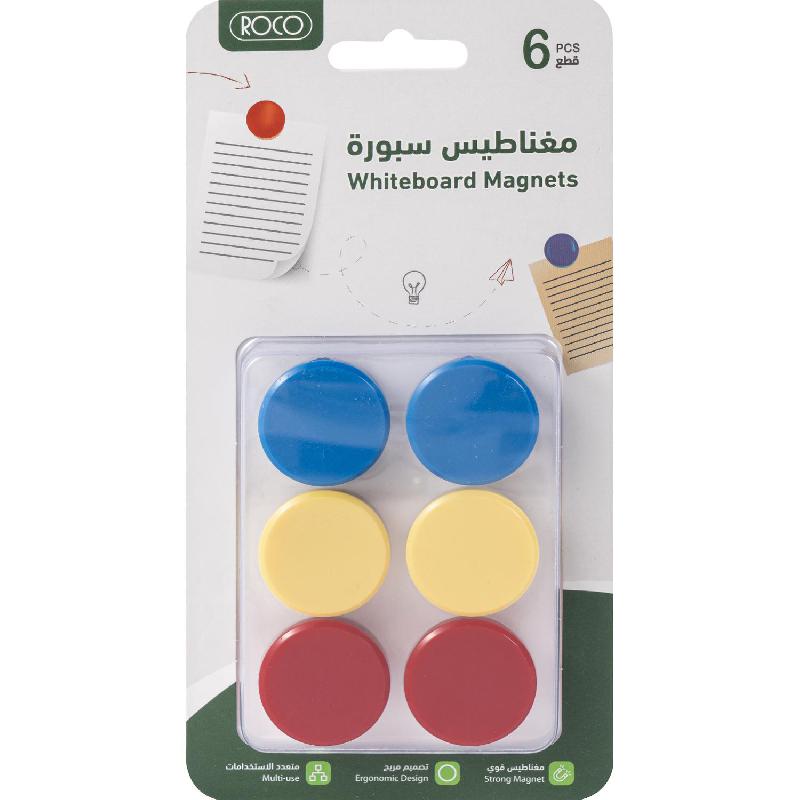 ROCO
6 PCS
قطع
مغناطيس سبورة
Whiteboard Magnets
متعدد الاستخدامات
Multi-use
تصميم مريح
Ergonomic Design
مغناطيس قوي
Strong Magnet